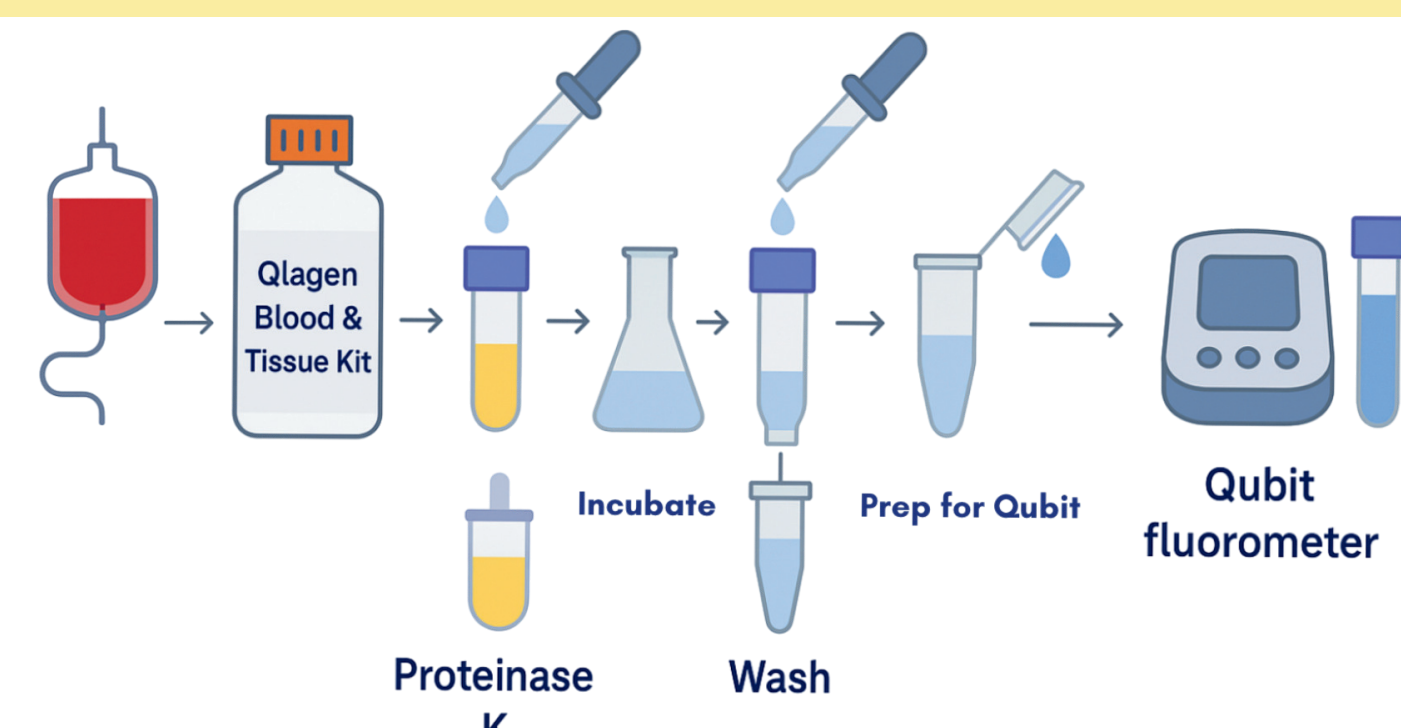 Qlagen
Blood &
Tissue Kit
Incubate
Prep for Qubit
Qubit
fluorometer
Proteinase
K
Wash